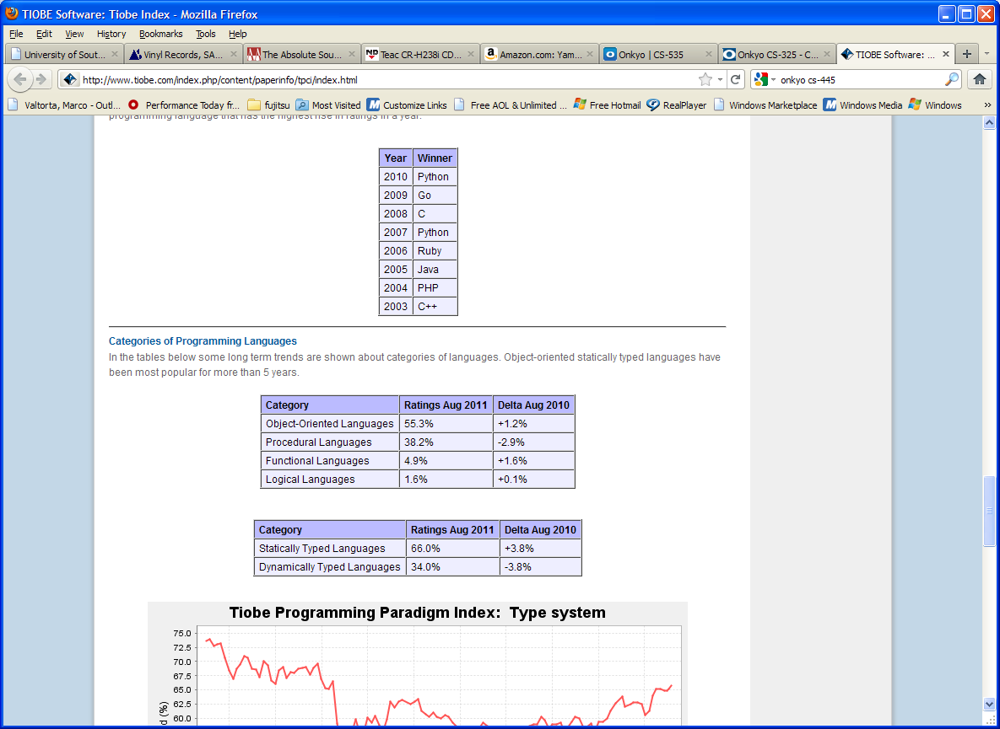 TIOBE Software: Tiobe Index - Mozilla Firefox
File Edit View History Bookmarks Tools Help
University of Sout... Vinyl Records, SA... The Absolute Sou... ND Teac CR-H238i CD... a Amazon.com: Yam... Onkyo | CS-535 Onkyo CS-325 - C... TIOBE Software: ...
http://www.tiobe.com/index.php/content/paperinfo/tpci/index.html onkyo cs-445
Valtorta, Marco - Outl... Performance Today fr... fujitsu Most Visited Customize Links Free AOL & Unlimited ... Free Hotmail RealPlayer Windows Marketplace Windows Media Windows »
programming language that has the highest rise in ratings in a year.
Year Winner
2010 Python
2009 Go
2008 C
2007 Python
2006 Ruby
2005 Java
2004 PHP
2003 C++
Categories of Programming Languages
In the tables below some long term trends are shown about categories of languages. Object-oriented statically typed languages have
been most popular for more than 5 years.
Category Ratings Aug 2011 Delta Aug 2010
Object-Oriented Languages 55.3% +1.2%
Procedural Languages 38.2% -2.9%
Functional Languages 4.9% +1.6%
Logical Languages 1.6% +0.1%
Category Ratings Aug 2011 Delta Aug 2010
Statically Typed Languages 66.0% +3.8%
Dynamically Typed Languages 34.0% -3.8%
Tiobe Programming Paradigm Index: Type system
75.0
72.5
70.0
67.5
65.0
62.5
60.0
d (%)